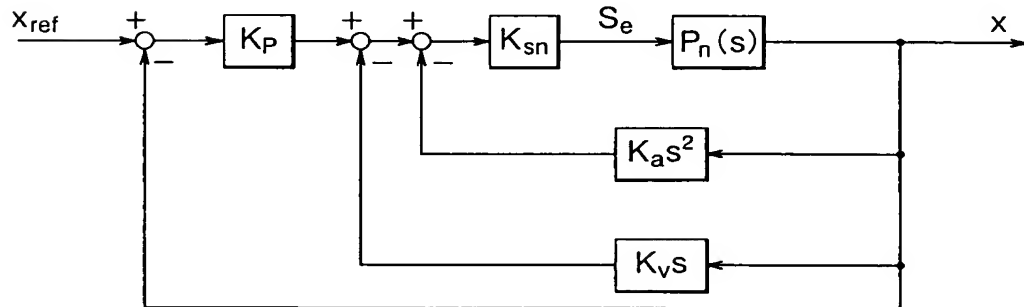 x_ref + − K_P + − + − K_sn S_e P_n(s) x
K_a s²
K_v s